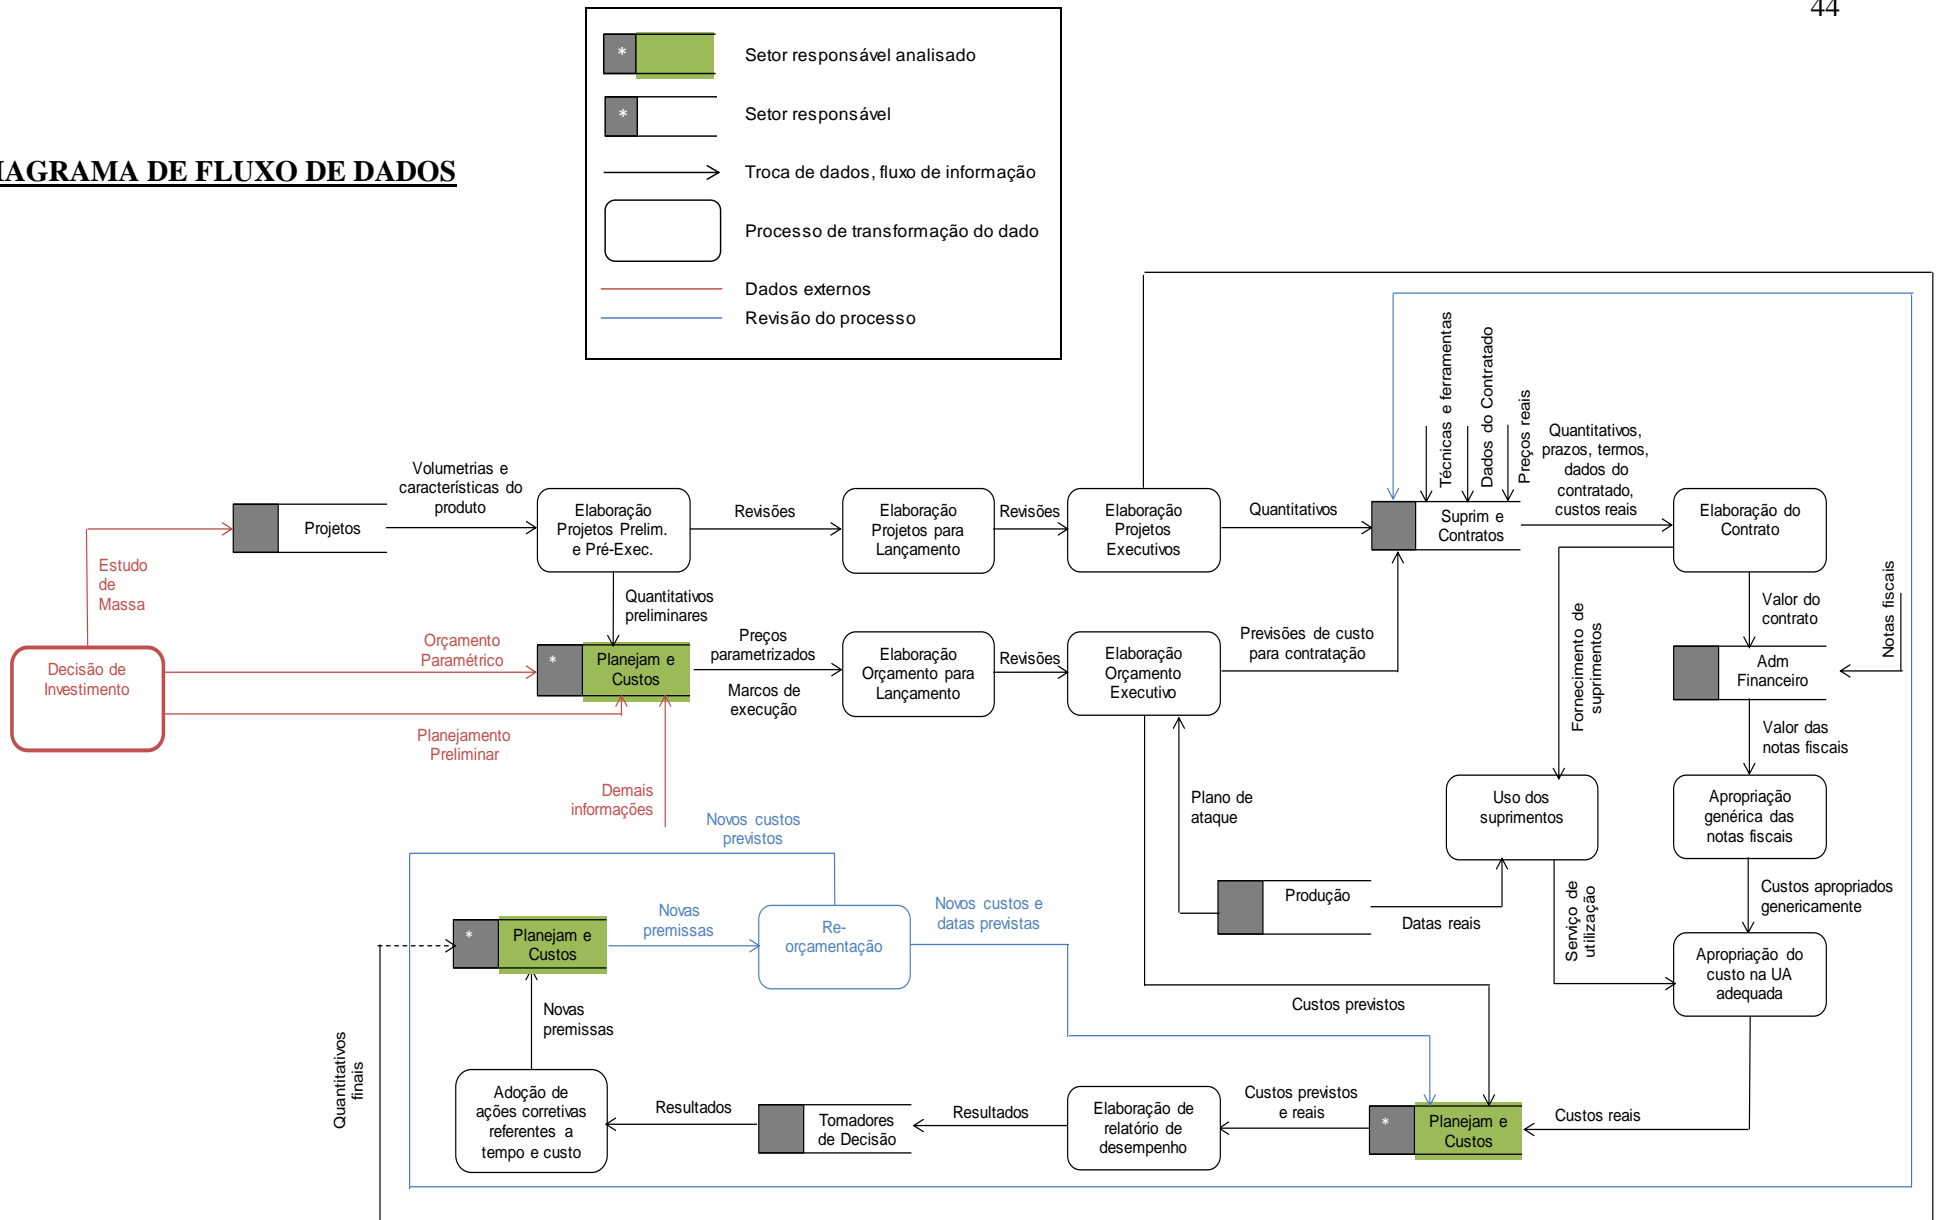 44
*
Setor responsável analisado
*
Setor responsável
Troca de dados, fluxo de informação
Processo de transformação do dado
Dados externos
Revisão do processo
IAGRAMA DE FLUXO DE DADOS
Técnicas e ferramentas
Dados do Contratado
Preços reais
Quantitativos,
prazos, termos,
dados do
contratado,
custos reais
Volumetrias e
características do
produto
Projetos
Elaboração
Projetos Prelim.
e Pré-Exec.
Revisões
Elaboração
Projetos para
Lançamento
Revisões
Elaboração
Projetos
Executivos
Quantitativos
Suprim e
Contratos
Elaboração do
Contrato
Estudo
de
Massa
Quantitativos
preliminares
Valor do
contrato
Notas fiscais
Fornecimento de
suprimentos
Decisão de
Investimento
Orçamento
Paramétrico
*
Planejam e
Custos
Preços
parametrizados
Marcos de
execução
Elaboração
Orçamento para
Lançamento
Revisões
Elaboração
Orçamento
Executivo
Previsões de custo
para contratação
Adm
Financeiro
Planejamento
Preliminar
Valor das
notas fiscais
Demais
informações
Plano de
ataque
Uso dos
suprimentos
Apropriação
genérica das
notas fiscais
Novos custos
previstos
Produção
Datas reais
Serviço de
utilização
Custos apropriados
genericamente
*
Planejam e
Custos
Novas
premissas
Re-
orçamentação
Novos custos e
datas previstas
Apropriação do
custo na UA
adequada
Custos previstos
Novas
premissas
Quantitativos
finais
Adoção de
ações corretivas
referentes a
tempo e custo
Resultados
Tomadores
de Decisão
Resultados
Elaboração de
relatório de
desempenho
Custos previstos
e reais
*
Planejam e
Custos
Custos reais